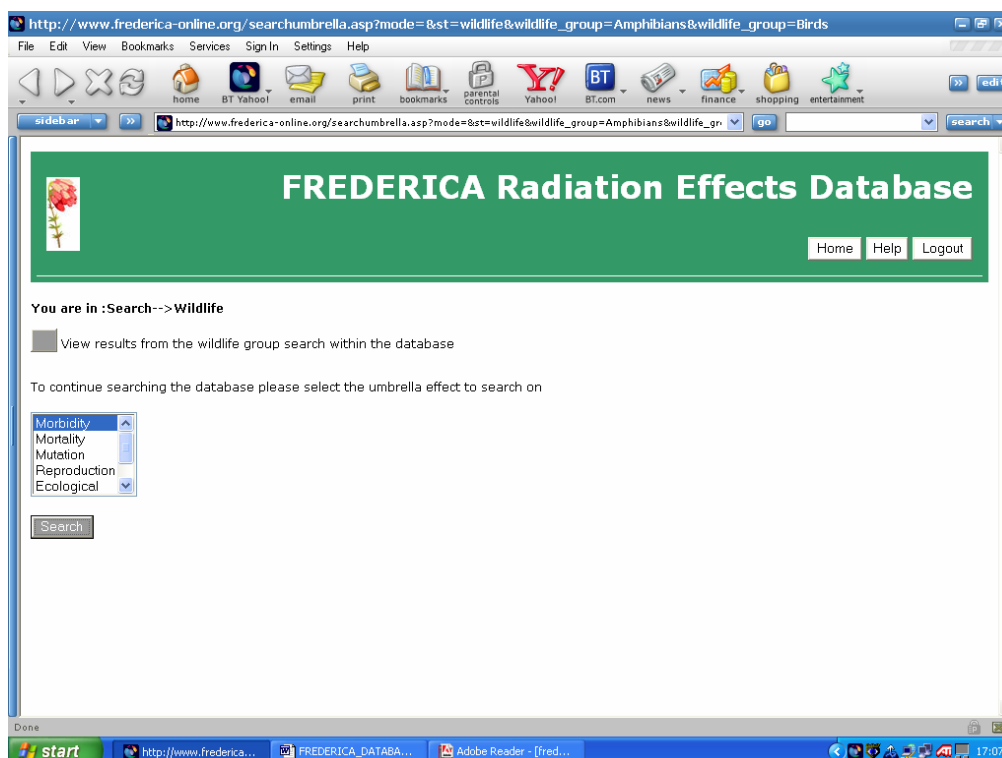 http://www.frederica-online.org/searchumbrella.asp?mode=&st=wildlife&wildlife_group=Amphibians&wildlife_group=Birds
File Edit View Bookmarks Services Sign In Settings Help
home BT Yahoo! email print bookmarks parental controls Yahoo! BT.com news finance shopping entertainment
Y! BT » edi
sidebar » http://www.frederica-online.org/searchumbrella.asp?mode=&st=wildlife&wildlife_group=Amphibians&wildlife_gr go search
FREDERICA Radiation Effects Database
Home Help Logout
You are in :Search-->Wildlife
View results from the wildlife group search within the database
To continue searching the database please select the umbrella effect to search on
Morbidity
Mortality
Mutation
Reproduction
Ecological
Search
Done
start http://www.frederica... FREDERICA_DATABA... Adobe Reader - [fred... 17:07